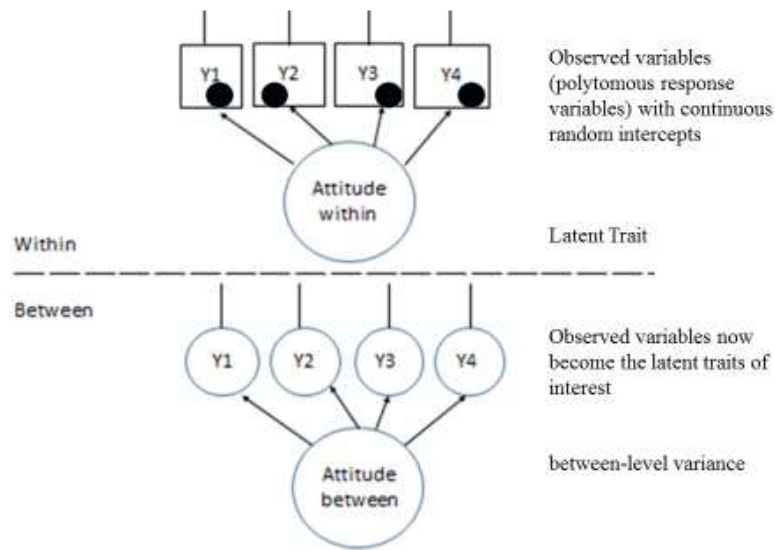 Y1 Y2 Y3 Y4
Observed variables
(polytomous response
variables) with continuous
random intercepts
Attitude
within
Within
Latent Trait
Between
Y1 Y2 Y3 Y4
Observed variables now
become the latent traits of
interest
Attitude
between
between-level variance